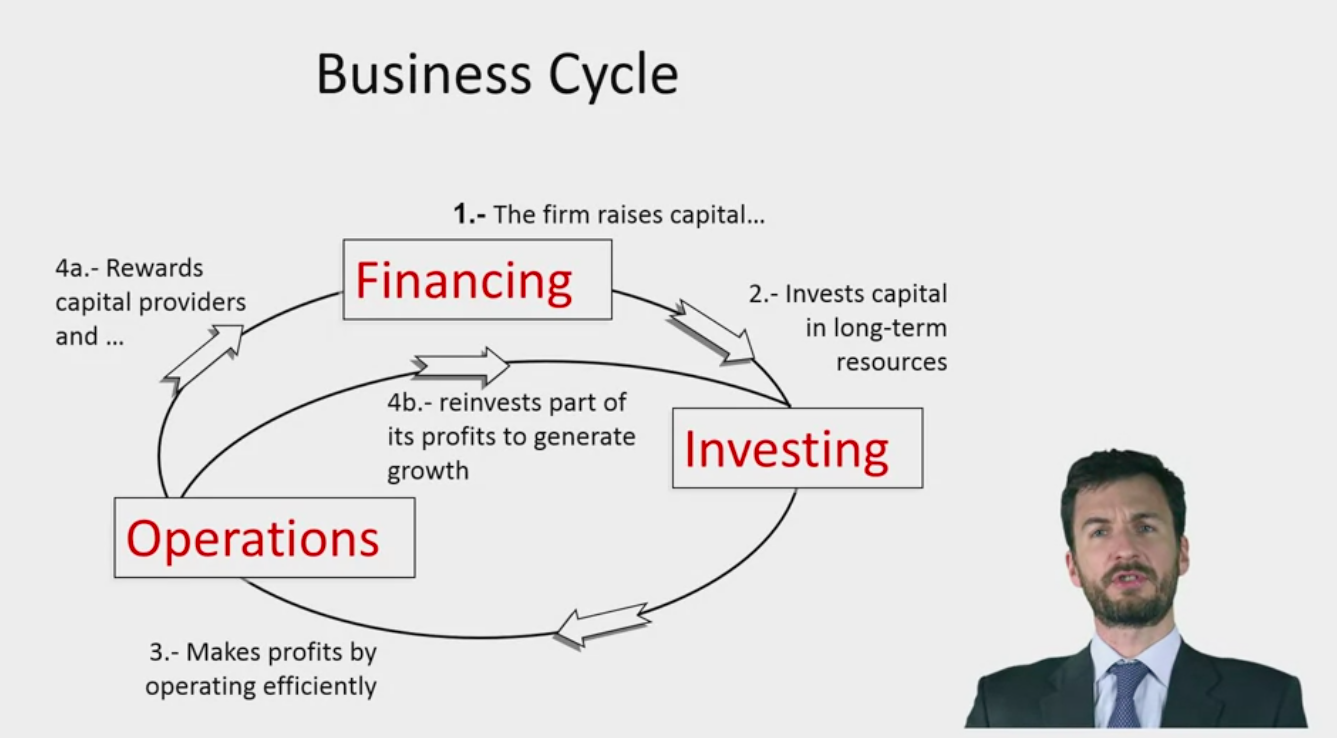 Business Cycle
1.- The firm raises capital...
Financing
4a.- Rewards
capital providers
and ...
2.- Invests capital
in long-term
resources
4b.- reinvests part of
its profits to generate
growth
Investing
Operations
3.- Makes profits by
operating efficiently